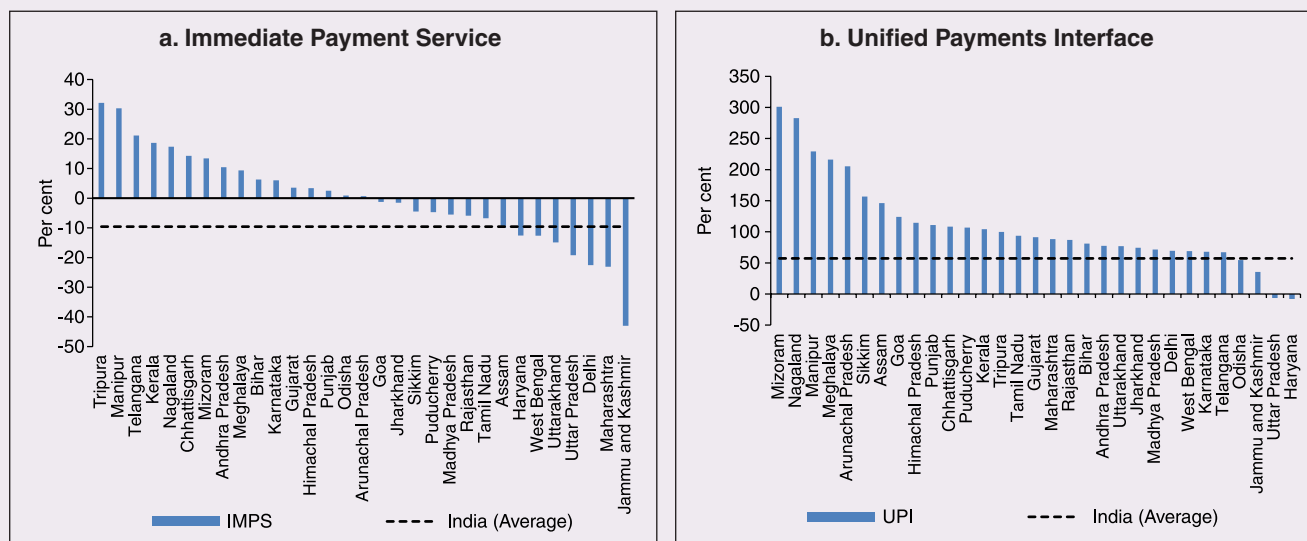 a. Immediate Payment Service
40
30
20
10
0
-10
-20
-30
-40
-50
Per cent
Tripura
Manipur
Telangana
Kerala
Nagaland
Chhattisgarh
Mizoram
Andhra Pradesh
Meghalaya
Bihar
Karnataka
Gujarat
Himachal Pradesh
Punjab
Odisha
Arunachal Pradesh
Goa
Jharkhand
Sikkim
Puducherry
Madhya Pradesh
Rajasthan
Tamil Nadu
Assam
Haryana
West Bengal
Uttarakhand
Uttar Pradesh
Delhi
Maharashtra
Jammu and Kashmir
IMPS
India (Average)
b. Unified Payments Interface
350
300
250
200
150
100
50
0
-50
Per cent
Mizoram
Nagaland
Manipur
Meghalaya
Arunachal Pradesh
Sikkim
Assam
Goa
Himachal Pradesh
Punjab
Chhattisgarh
Puducherry
Kerala
Tripura
Tamil Nadu
Gujarat
Maharashtra
Rajasthan
Bihar
Andhra Pradesh
Uttarakhand
Jharkhand
Madhya Pradesh
Delhi
West Bengal
Karnataka
Telangana
Odisha
Jammu and Kashmir
Uttar Pradesh
Haryana
UPI
India (Average)